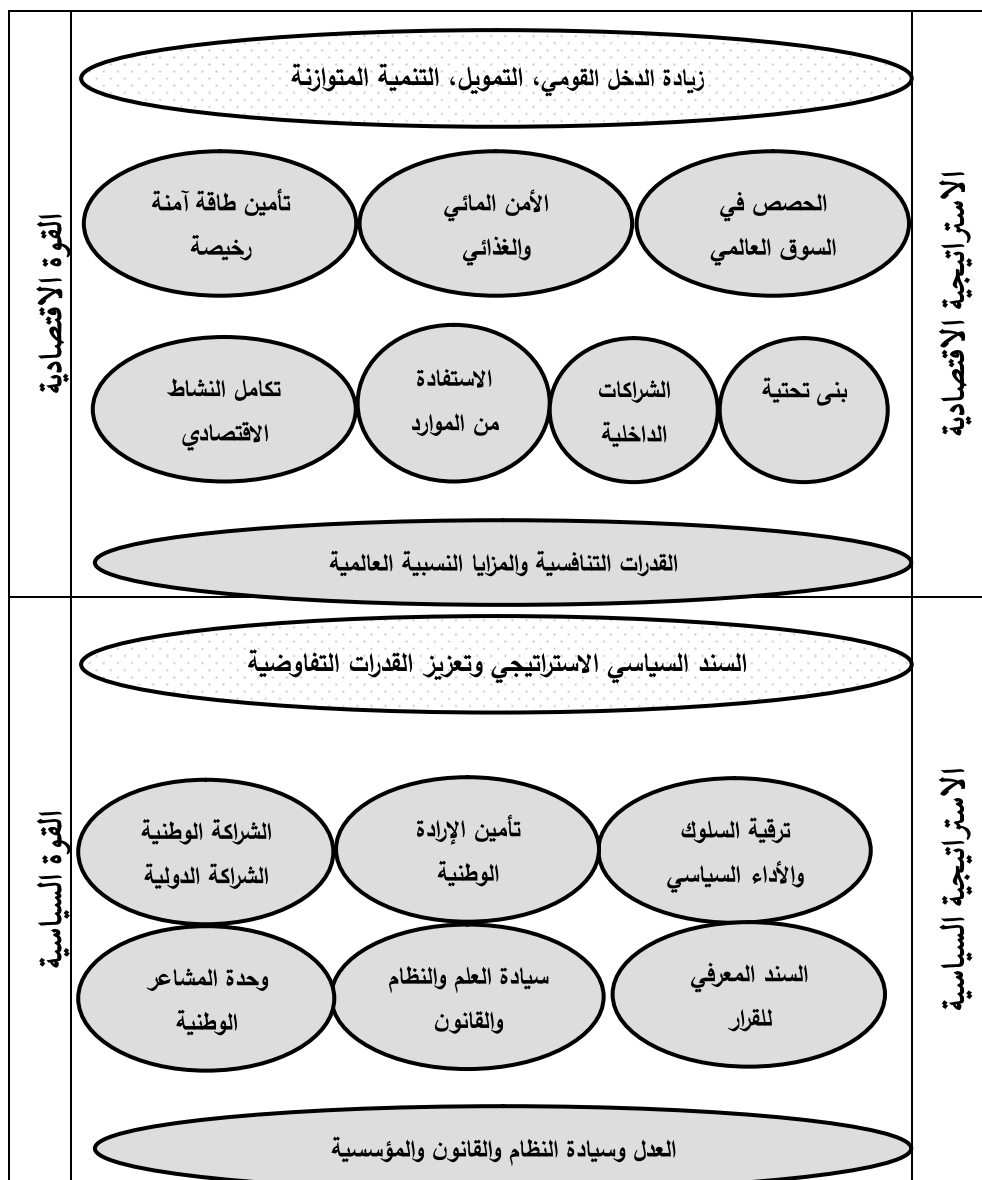 الاستراتيجية الاقتصادية
زيادة الدخل القومي، التمويل، التنمية المتوازنة
الحصص في
السوق العالمي
الأمن المائي
والغذائي
تأمين طاقة آمنة
رخيصة
بنى تحتية
الشراكات
الداخلية
الاستفادة
من الموارد
تكامل النشاط
الاقتصادي
القدرات التنافسية والمزايا النسبية العالمية
القوة الاقتصادية
الاستراتيجية السياسية
السند السياسي الاستراتيجي وتعزيز القدرات التفاوضية
ترقية السلوك
والأداء السياسي
تأمين الإرادة
الوطنية
الشراكة الوطنية
الشراكة الدولية
السند المعرفي
للقرار
سيادة العلم والنظام
والقانون
وحدة المشاعر
الوطنية
العدل وسيادة النظام والقانون والمؤسسية
القوة السياسية